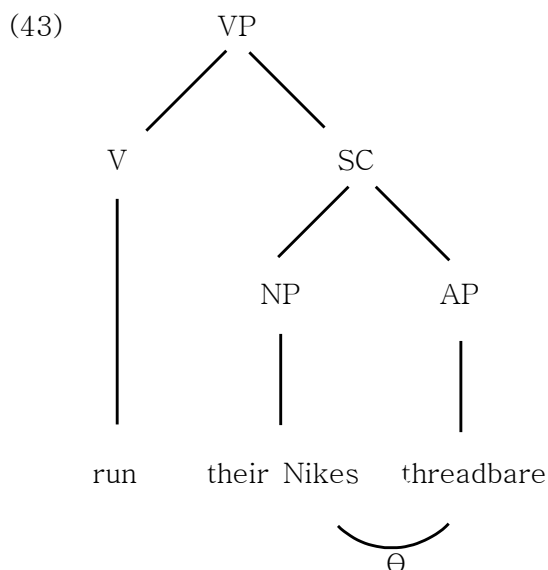 (43) VP
V SC
NP AP
run their Nikes threadbare
Θ